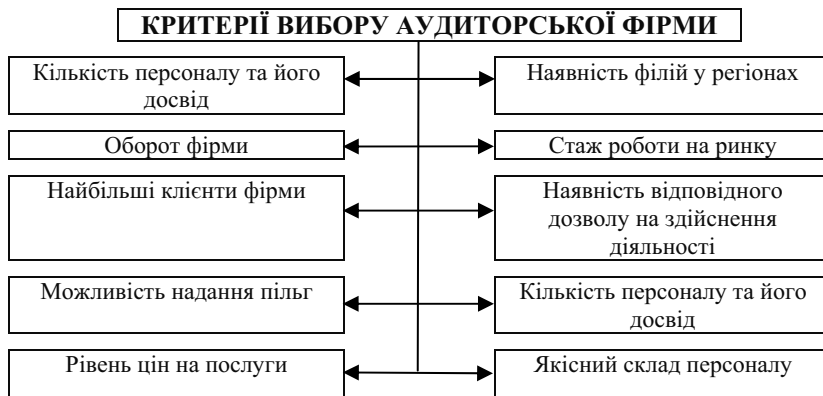 КРИТЕРІЇ ВИБОРУ АУДИТОРСЬКОЇ ФІРМИ
Кількість персоналу та його
досвід
Наявність філій у регіонах
Оборот фірми
Стаж роботи на ринку
Найбільші клієнти фірми
Наявність відповідного
дозволу на здійснення
діяльності
Можливість надання пільг
Кількість персоналу та його
досвід
Рівень цін на послуги
Якісний склад персоналу